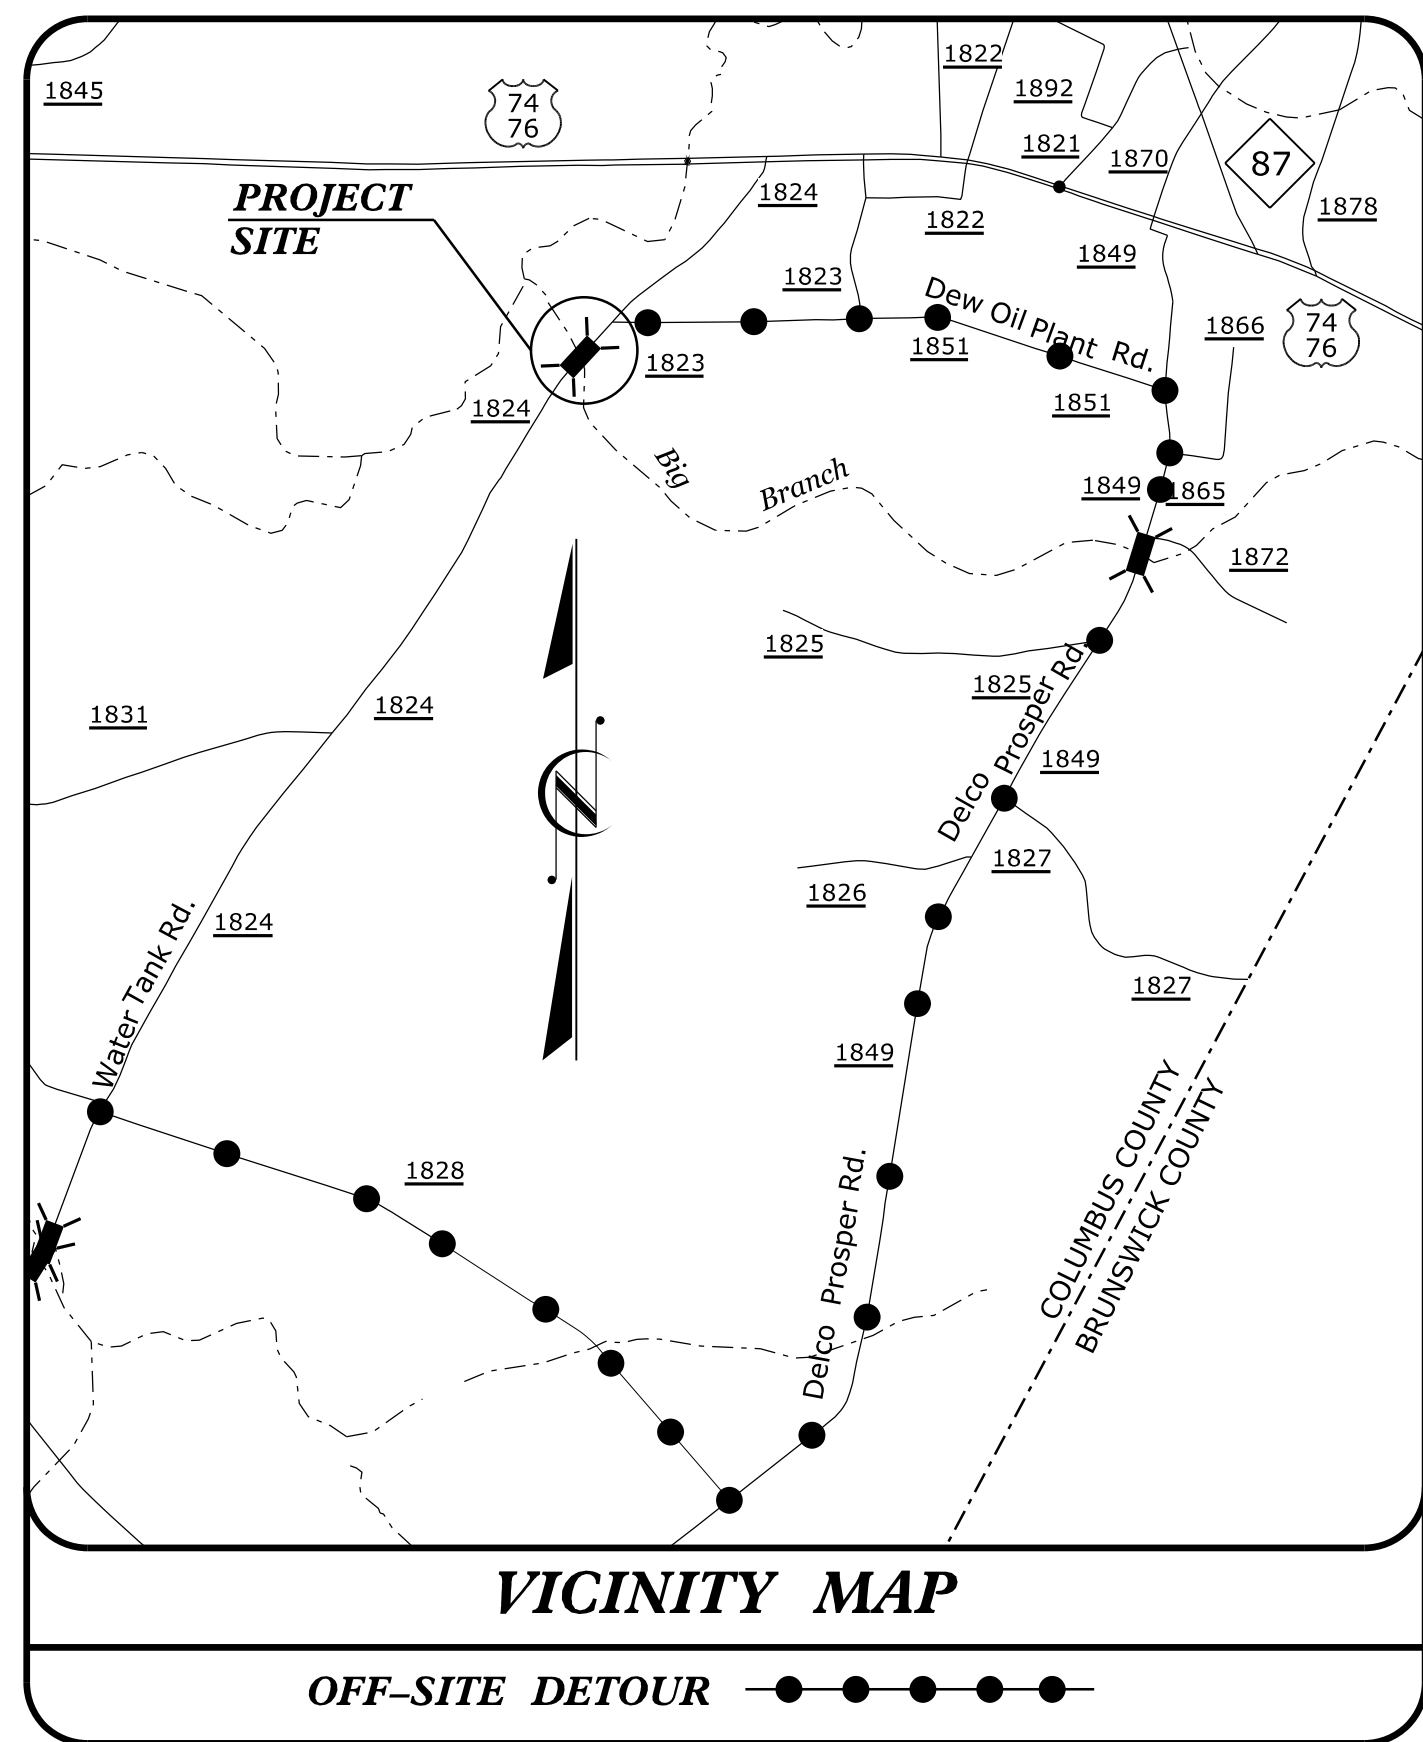 1822
1845
1892
74
76
1821
1870
87
1824
PROJECT
SITE
1822
1878
1849
1823
Dew Oil Plant Rd.
1866
74
76
1851
1823
1824
1851
Big
Branch
1849
1865
1872
1825
1825
1824
1831
1849
Delco Prosper Rd.
1827
1826
1824
Water Tank Rd.
1827
1849
N
1828
COLUMBUS COUNTY
BRUNSWICK COUNTY
Delco Prosper Rd.
VICINITY MAP
OFF–SITE DETOUR